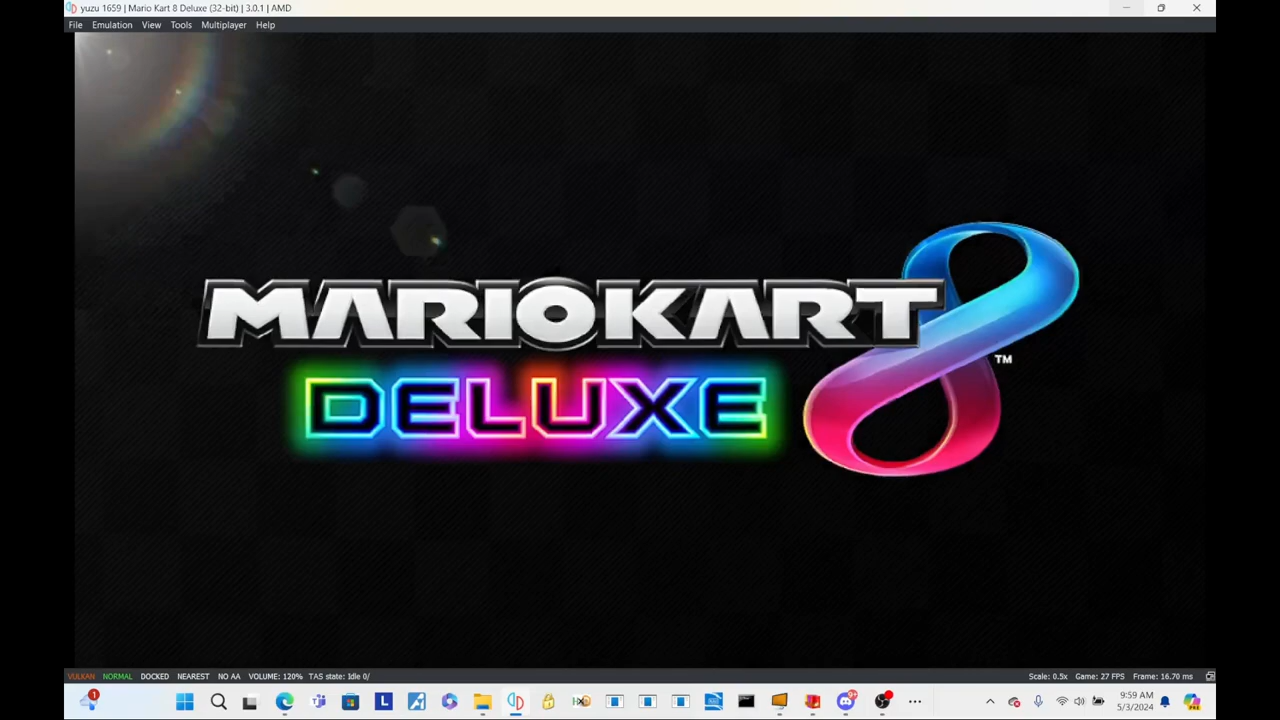 yuzu 1659 | Mario Kart 8 Deluxe (32-bit) | 3.0.1 | AMD
File Emulation View Tools Multiplayer Help
MARIOKART 8
TM
DELUXE
VULKAN NORMAL DOCKED NEAREST NO AA VOLUME: 120% TAS state: Idle 0/ Scale: 0.5x Game: 27 FPS Frame: 16.70 ms
1
L
9+
9:59 AM
5/3/2024